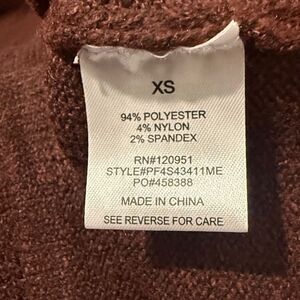 XS
94% POLYESTER
4% NYLON
2% SPANDEX
RN#120951
STYLE#PF4S43411ME
PO#458388
MADE IN CHINA
SEE REVERSE FOR CARE